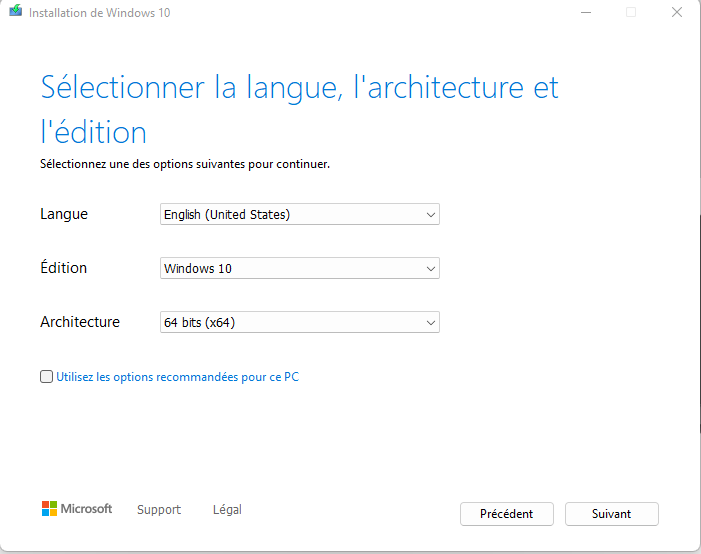 Installation de Windows 10
Sélectionner la langue, l'architecture et
l'édition
Sélectionnez une des options suivantes pour continuer.
Langue English (United States)
Édition Windows 10
Architecture 64 bits (x64)
Utilisez les options recommandées pour ce PC
Microsoft Support Légal Précédent Suivant